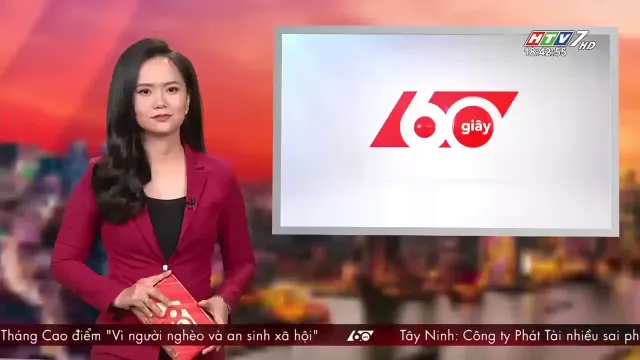 HTV7 HD
18:42:55
60 giây
Tháng Cao điểm "Vì người nghèo và an sinh xã hội" 60 Tây Ninh: Công ty Phát Tài nhiều sai ph